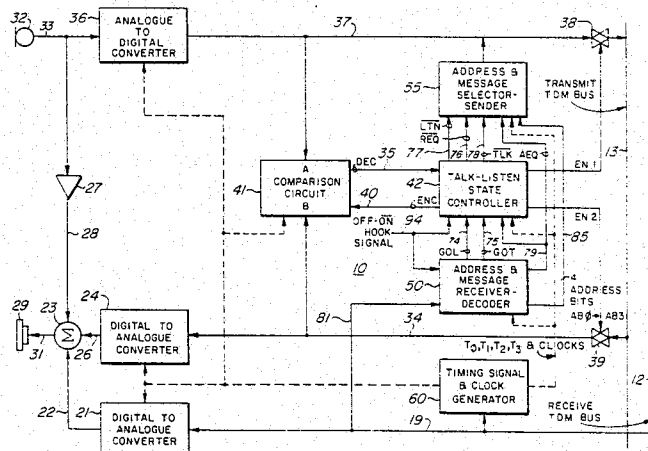 32
33
36
ANALOGUE
TO
DIGITAL
CONVERTER
37
38
55
ADDRESS &
MESSAGE
SELECTOR-
SENDER
TRANSMIT
TDM BUS
13
LTN
REQ
77
76
78
TLK
AEQ
EN 1
27
28
41
A
COMPARISON
CIRCUIT
B
DEC
35
40
ENC
42
TALK-LISTEN
STATE
CONTROLLER
EN 2
OFF-ON
HOOK
SIGNAL
94
74
75
GOL
GOT
79
85
10
50
ADDRESS &
MESSAGE
RECEIVER-
DECODER
4
ADDRESS
BITS
ABØ
AB3
29
31
23
Σ
26
24
DIGITAL TO
ANALOGUE
CONVERTER
81
34
39
T0,T1,T2,T3 & CLOCKS
12
60
TIMING SIGNAL
& CLOCK
GENERATOR
RECEIVE
TDM BUS
22
21
DIGITAL TO
ANALOGUE
CONVERTER
19